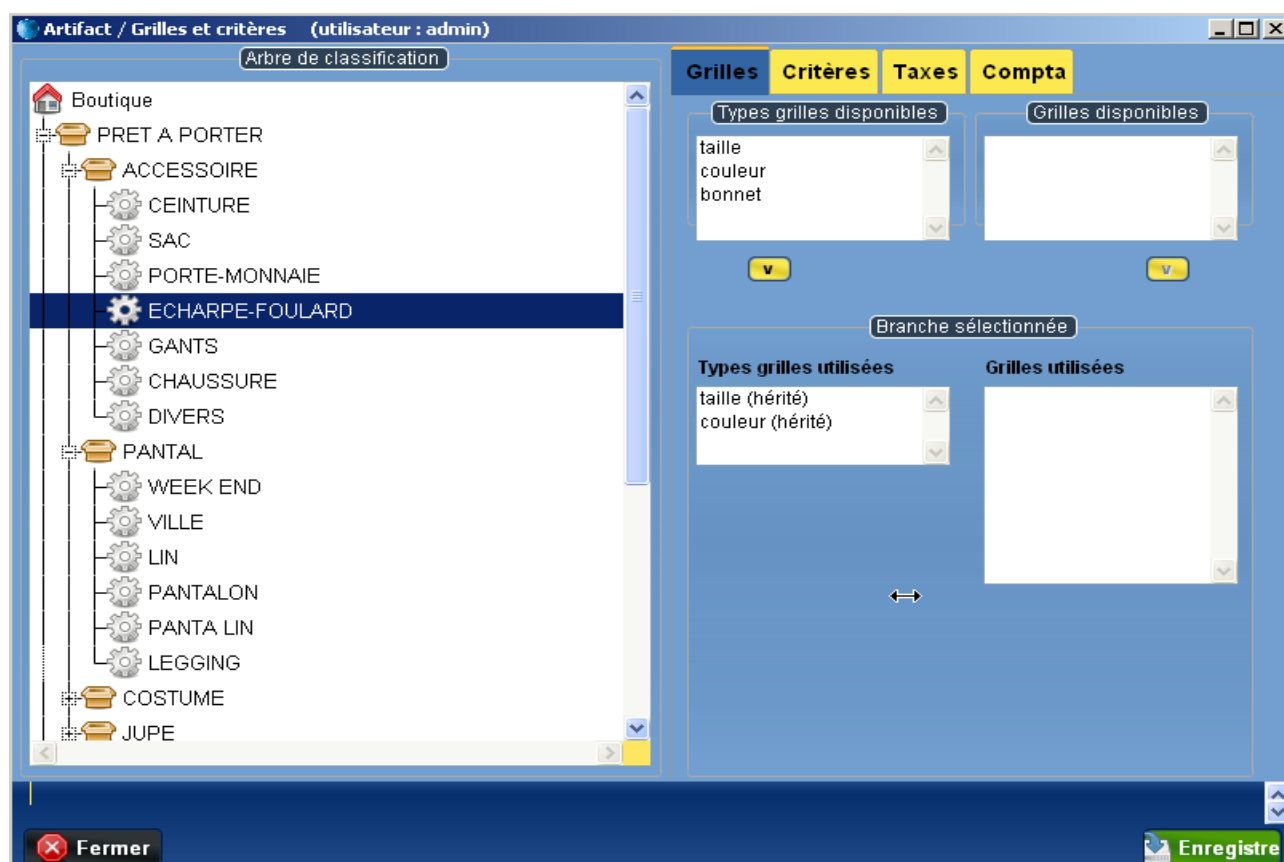 Artifact / Grilles et critères (utilisateur : admin)
Arbre de classification
Boutique
PRET A PORTER
ACCESSOIRE
CEINTURE
SAC
PORTE-MONNAIE
ECHARPE-FOULARD
GANTS
CHAUSSURE
DIVERS
PANTAL
WEEK END
VILLE
LIN
PANTALON
PANTA LIN
LEGGING
COSTUME
JUPE
Grilles Critères Taxes Compta
Types grilles disponibles
taille
couleur
bonnet
v
Grilles disponibles
v
Branche sélectionnée
Types grilles utilisées
taille (hérité)
couleur (hérité)
Grilles utilisées
Fermer
Enregistre